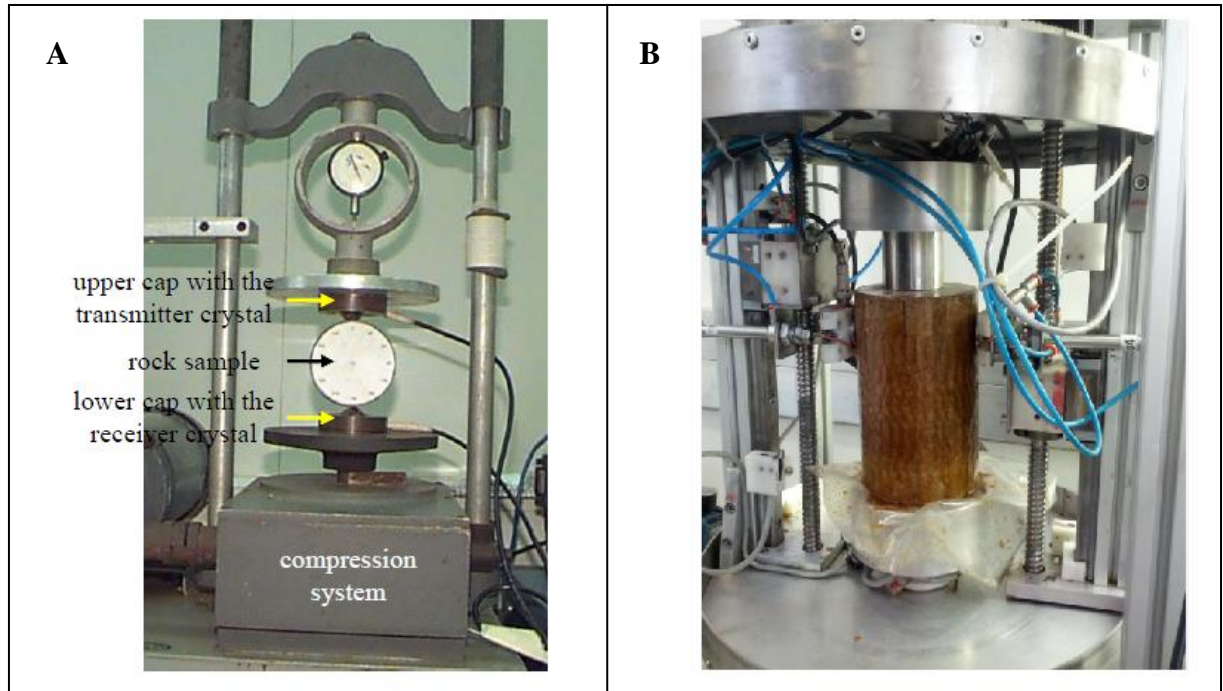 A
B
upper cap with the
transmitter crystal
rock sample
lower cap with the
receiver crystal
compression
system